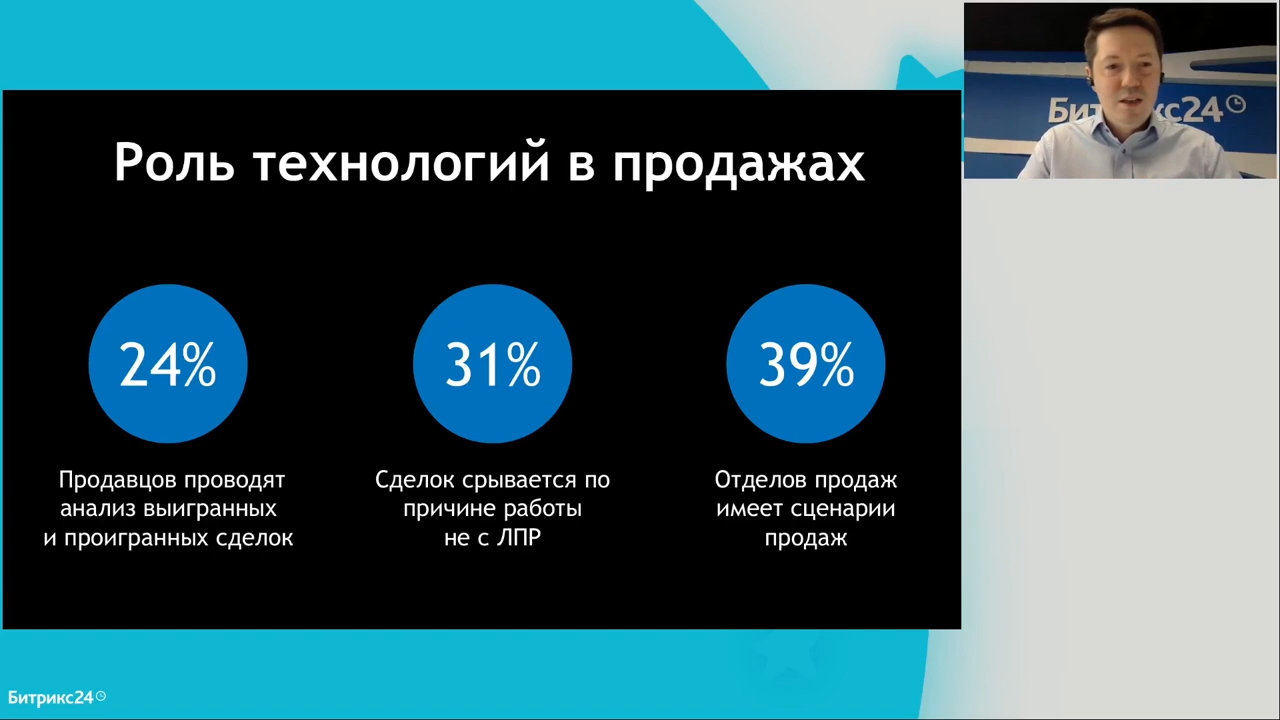 Роль технологий в продажах
24%
Продавцов проводят
анализ выигранных
и проигранных сделок
31%
Сделок срывается по
причине работы
не с ЛПР
39%
Отделов продаж
имеет сценарии
продаж
Битрикс24